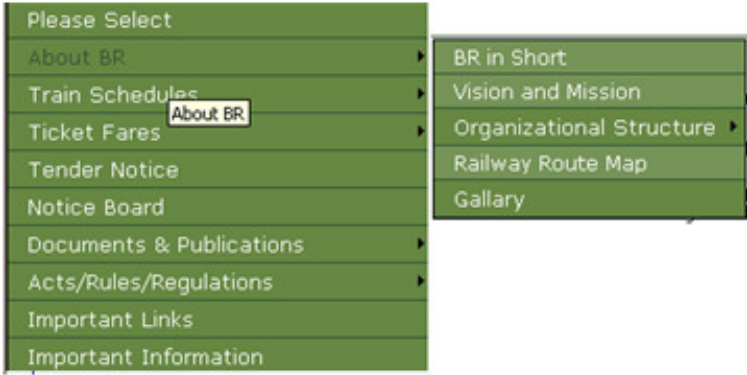 Please Select
About BR
Train Schedules
About BR
Ticket Fares
Tender Notice
Notice Board
Documents & Publications
Acts/Rules/Regulations
Important Links
Important Information
BR in Short
Vision and Mission
Organizational Structure
Railway Route Map
Gallary